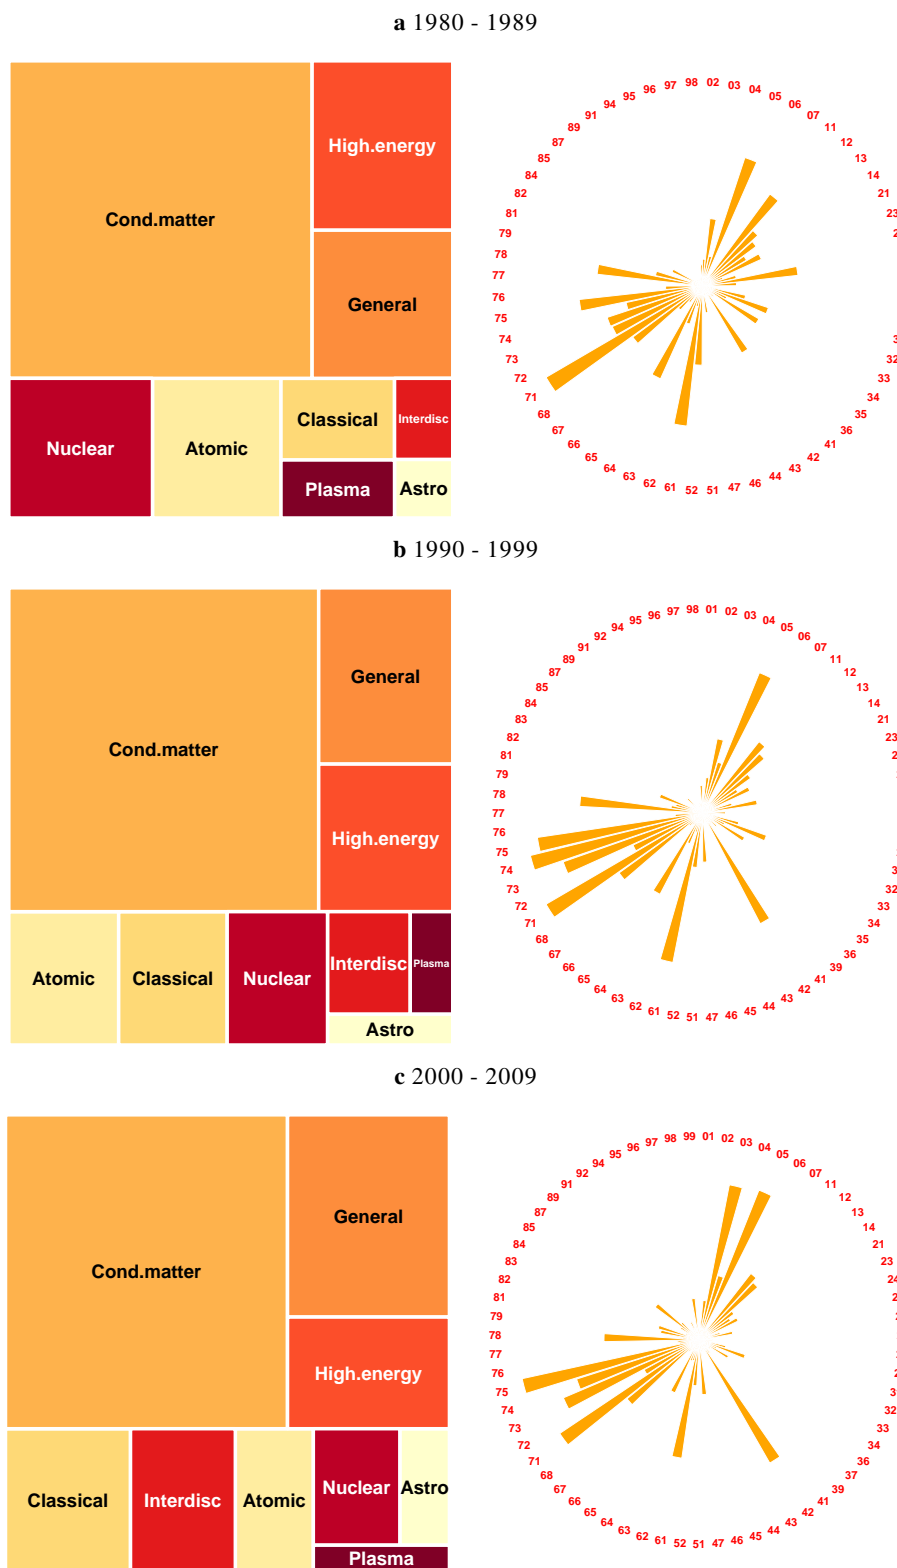 a 1980 - 1989
Cond.matter
High.energy
General
Nuclear
Atomic
Classical
Interdisc
Plasma
Astro
98 02 03 04 05 06 07 11 12 13 14 21 23
32 33 34 35 36 41 42 43 44 46 47 51 52 61 62 63 64 65 66 67 68 71 72 73 74 75 76 77 78 79 81 82 84 85 87 89 91 94 95 96 97
b 1990 - 1999
Cond.matter
General
High.energy
Atomic
Classical
Nuclear
Interdisc
Plasma
Astro
98 01 02 03 04 05 06 07 11 12 13 14 21 23
32 33 34 35 36 39 41 42 43 44 45 46 47 51 52 61 62 63 64 65 66 67 68 71 72 73 74 75 76 77 78 79 81 82 83 84 85 87 89 91 92 94 95 96 97
c 2000 - 2009
Cond.matter
General
High.energy
Classical
Interdisc
Atomic
Nuclear
Astro
Plasma
99 01 02 03 04 05 06 07 11 12 13 14 21 23 24
32 33 34 36 37 39 41 42 43 44 45 46 47 51 52 61 62 63 64 65 66 67 68 71 72 73 74 75 76 77 78 79 81 82 83 84 85 87 89 91 92 94 95 96 97 98